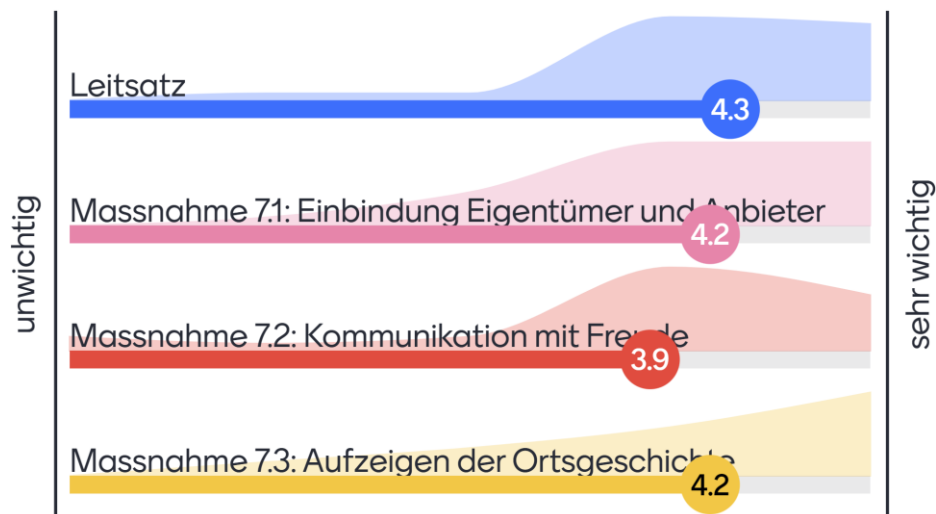 unwichtig
Leitsatz
4.3
Massnahme 7.1: Einbindung Eigentümer und Anbieter
4.2
Massnahme 7.2: Kommunikation mit Freude
3.9
Massnahme 7.3: Aufzeigen der Ortsgeschichte
4.2
sehr wichtig